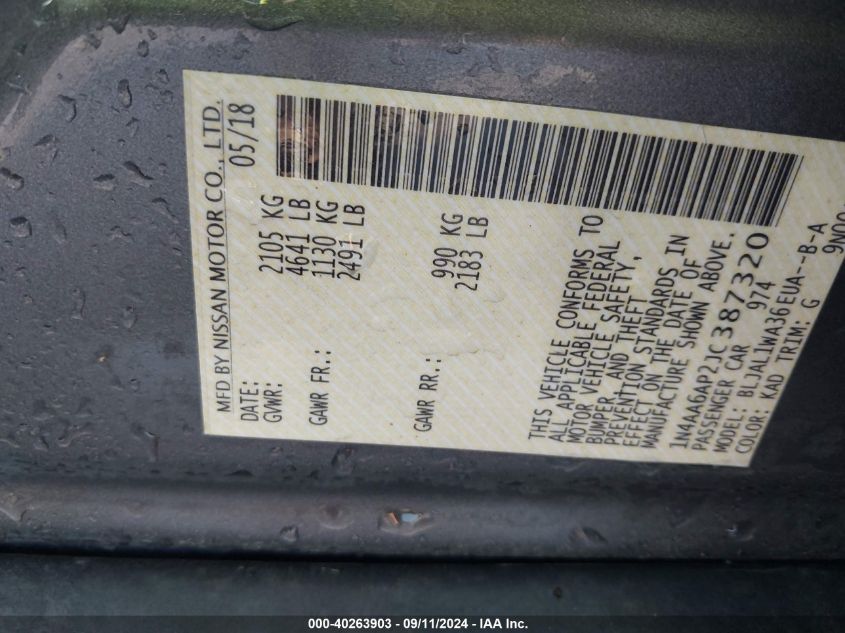 MFD BY NISSAN MOTOR CO., LTD.
DATE: 05/18
GVWR: 2105 KG
4641 LB
GAWR FR.: 1130 KG
2491 LB
GAWR RR.: 990 KG
2183 LB
THIS VEHICLE CONFORMS TO
ALL APPLICABLE FEDERAL
MOTOR VEHICLE SAFETY,
BUMPER, AND THEFT
PREVENTION STANDARDS IN
EFFECT ON THE DATE OF
MANUFACTURE SHOWN ABOVE.
1N4AA6AP2JC387320
PASSENGER CAR 974
MODEL: BLJAL1WA36EUA--B-A
COLOR: KAD TRIM: G 9N00
000-40263903 - 09/11/2024 - IAA Inc.